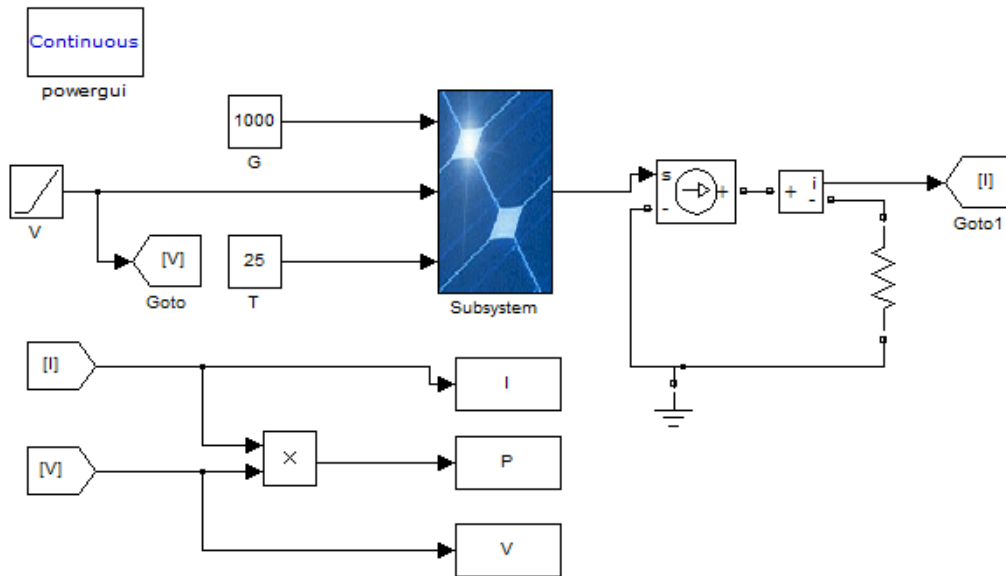 Continuous
powergui
1000
G
V
[V]
Goto
25
T
Subsystem
s
-
+
+
i
-
[I]
Goto1
[I]
I
[V]
×
P
V